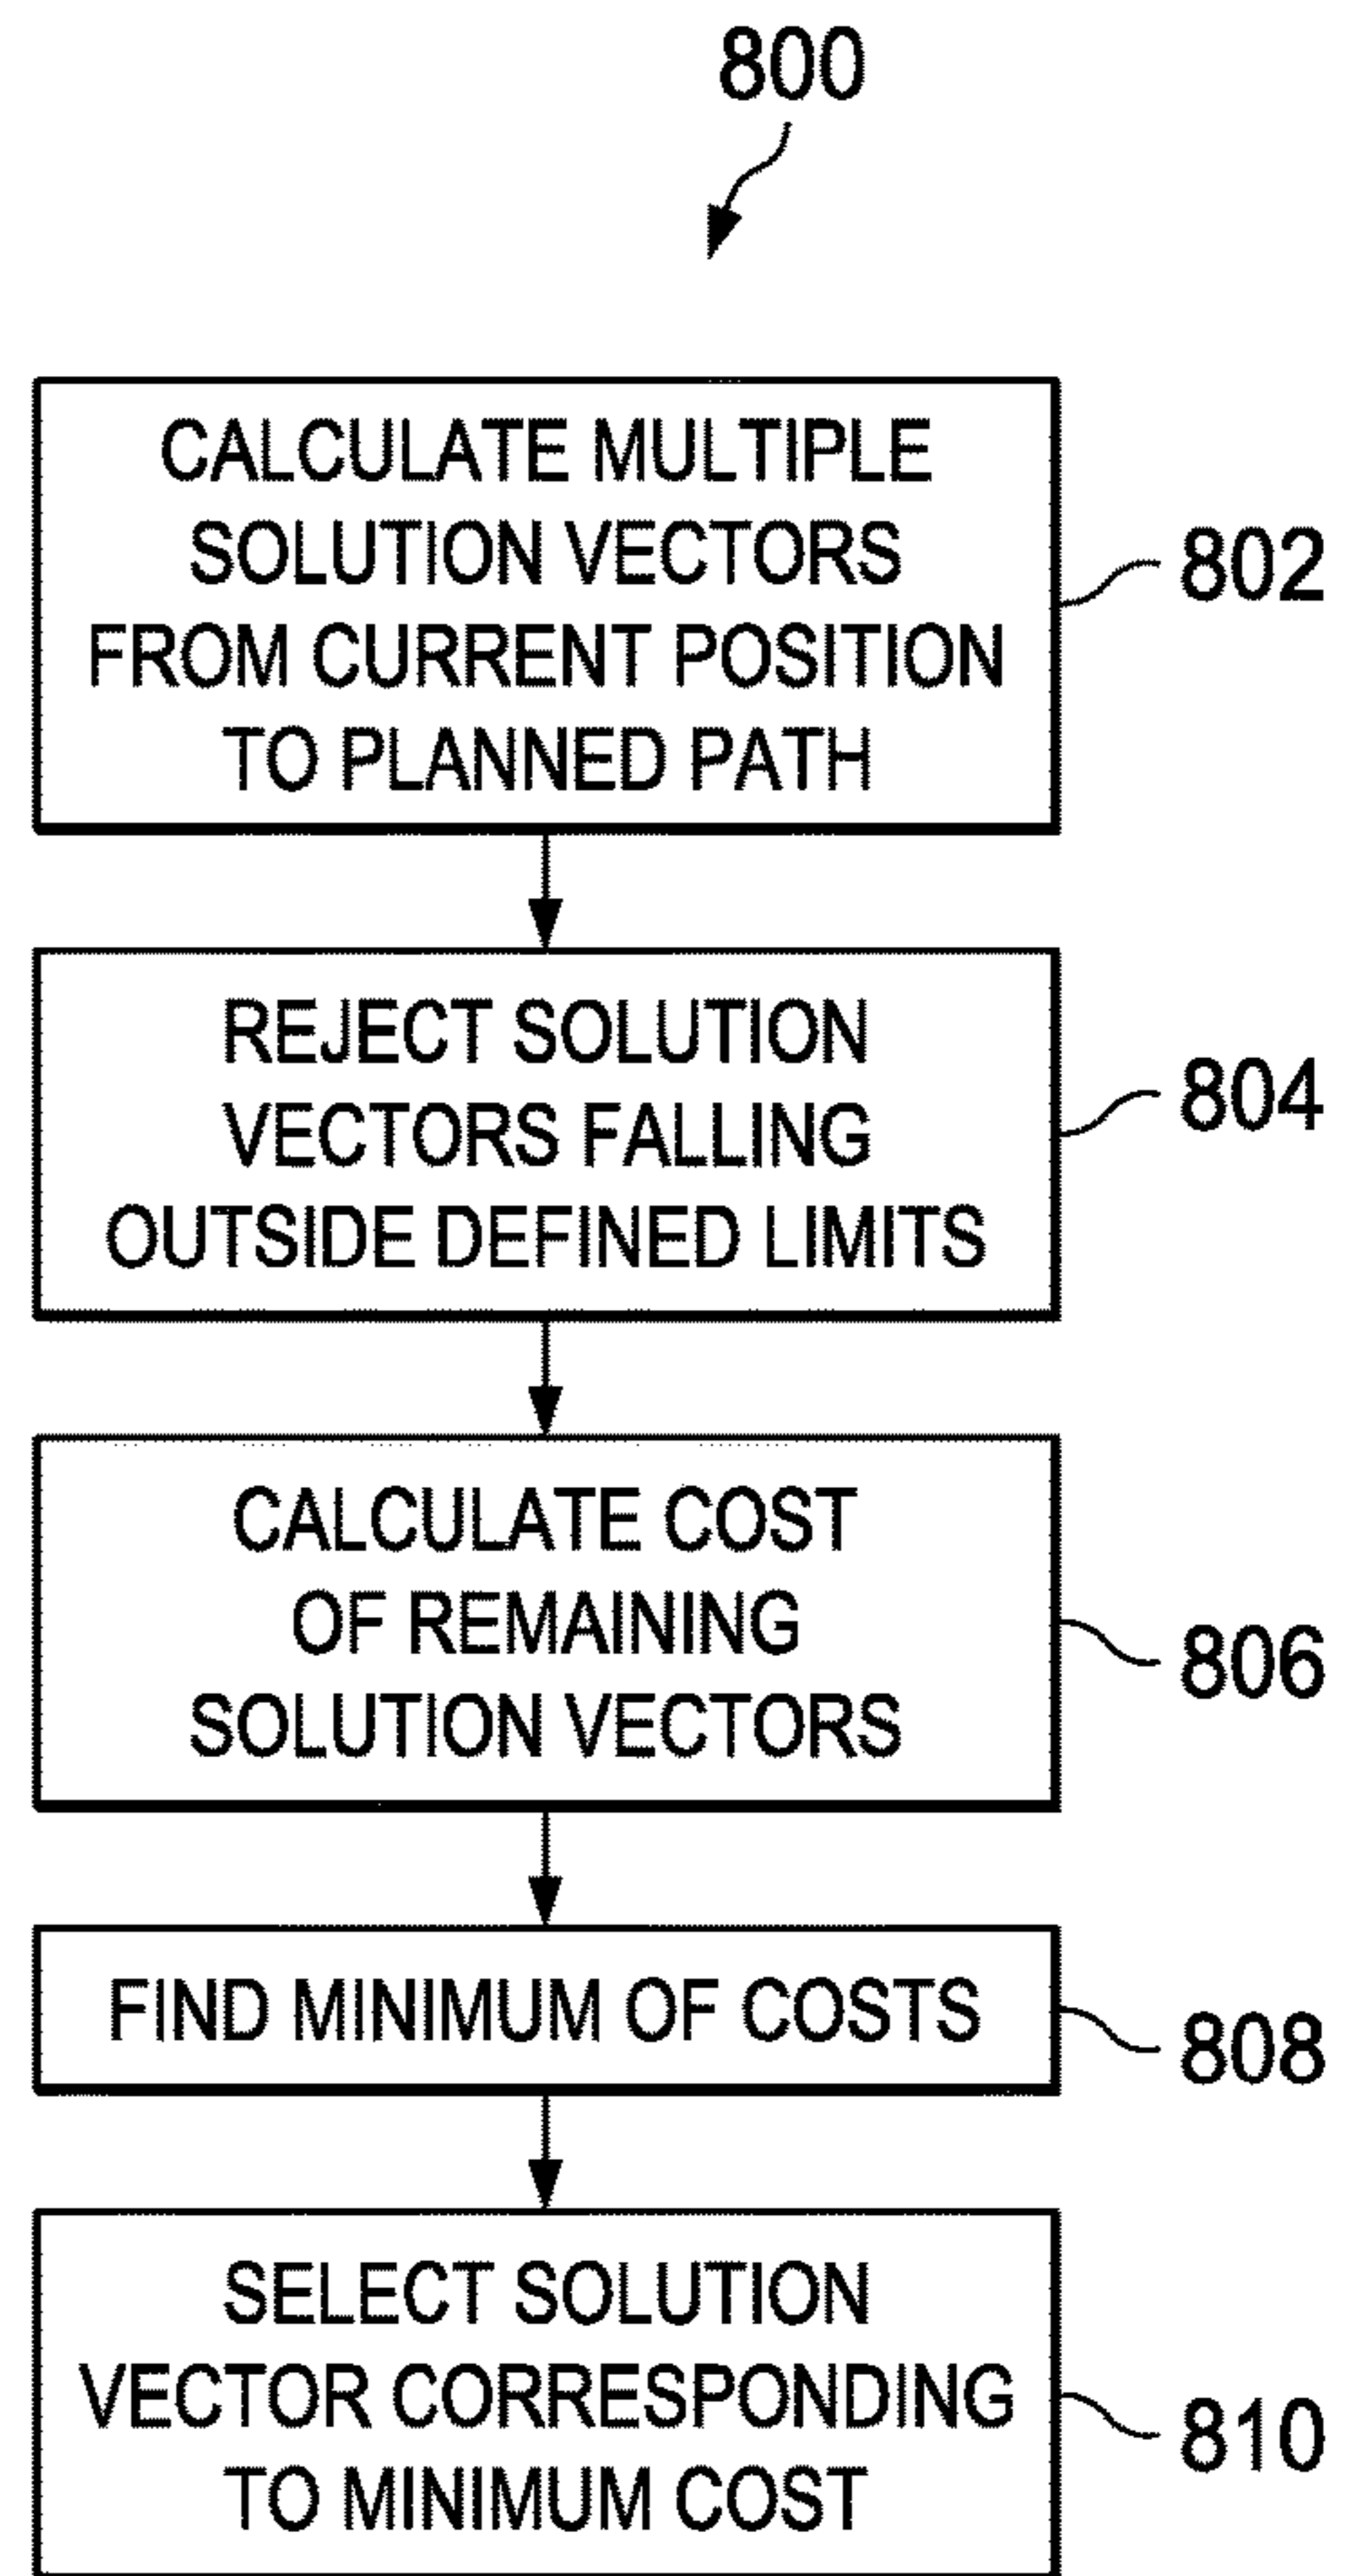 800
CALCULATE MULTIPLE
SOLUTION VECTORS
FROM CURRENT POSITION
TO PLANNED PATH
802
REJECT SOLUTION
VECTORS FALLING
OUTSIDE DEFINED LIMITS
804
CALCULATE COST
OF REMAINING
SOLUTION VECTORS
806
FIND MINIMUM OF COSTS
808
SELECT SOLUTION
VECTOR CORRESPONDING
TO MINIMUM COST
810